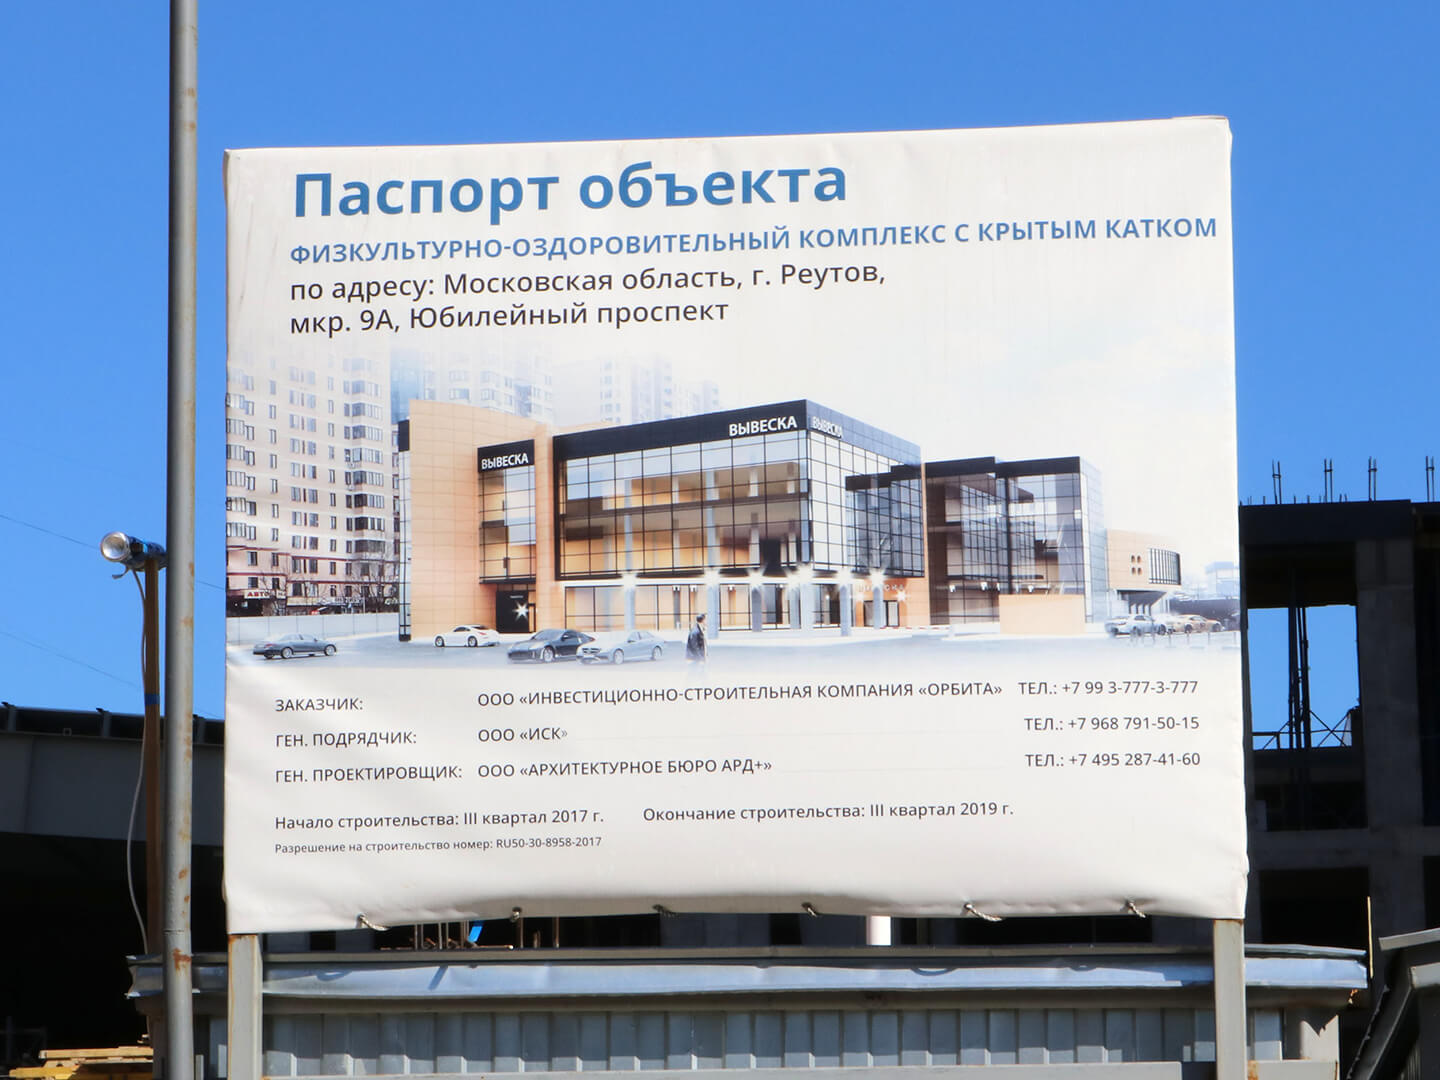 Паспорт объекта
ФИЗКУЛЬТУРНО-ОЗДОРОВИТЕЛЬНЫЙ КОМПЛЕКС С КРЫТЫМ КАТКОМ
по адресу: Московская область, г. Реутов,
мкр. 9А, Юбилейный проспект
ВЫВЕСКА ВЫВЕСКА
ВЫВЕСКА
АВТО
ЗАКАЗЧИК: ООО «ИНВЕСТИЦИОННО-СТРОИТЕЛЬНАЯ КОМПАНИЯ «ОРБИТА» ТЕЛ.: +7 99 3-777-3-777
ГЕН. ПОДРЯДЧИК: ООО «ИСК» ТЕЛ.: +7 968 791-50-15
ГЕН. ПРОЕКТИРОВЩИК: ООО «АРХИТЕКТУРНОЕ БЮРО АРД+» ТЕЛ.: +7 495 287-41-60
Начало строительства: III квартал 2017 г. Окончание строительства: III квартал 2019 г.
Разрешение на строительство номер: RU50-30-8958-2017